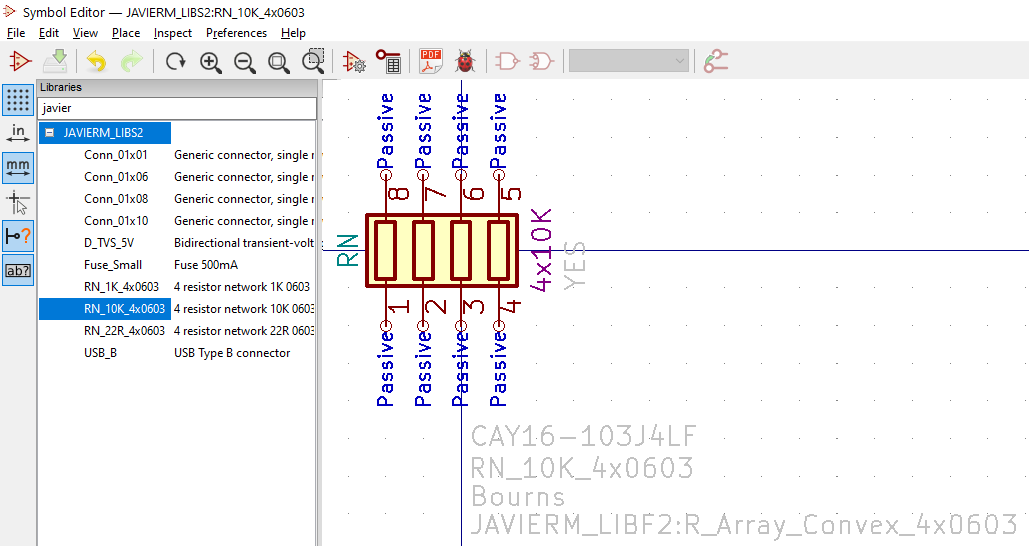 Symbol Editor — JAVIERM_LIBS2:RN_10K_4x0603
File Edit View Place Inspect Preferences Help
PDF
Libraries
javier
in
mm
ab?
JAVIERM_LIBS2
Conn_01x01 Generic connector, single r
Conn_01x06 Generic connector, single r
Conn_01x08 Generic connector, single r
Conn_01x10 Generic connector, single r
D_TVS_5V Bidirectional transient-volt
Fuse_Small Fuse 500mA
RN_1K_4x0603 4 resistor network 1K 0603
RN_10K_4x0603 4 resistor network 10K 0603
RN_22R_4x0603 4 resistor network 22R 0603
USB_B USB Type B connector
Passive Passive Passive Passive
8 7 6 5
RN
4x10K
YES
1 2 3 4
Passive Passive Passive Passive
CAY16-103J4LF
RN_10K_4x0603
Bourns
JAVIERM_LIBF2:R_Array_Convex_4x0603